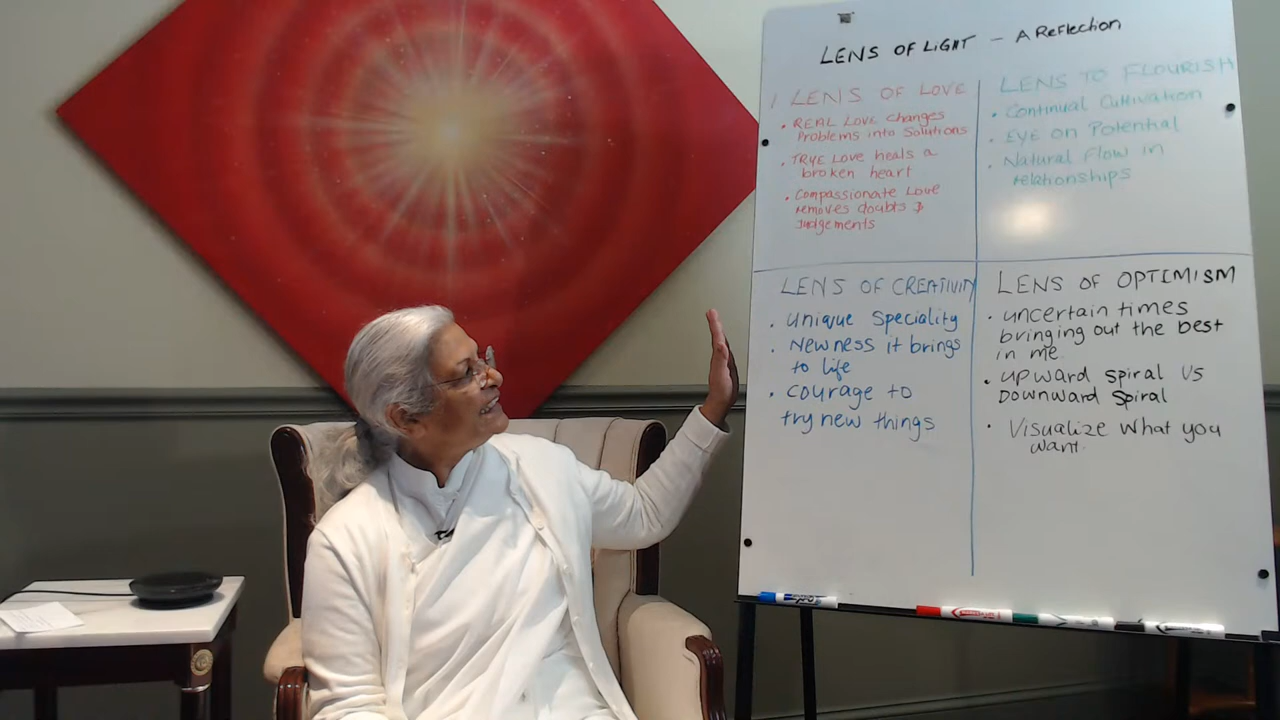 LENS OF LIGHT - A Reflection
1 LENS OF LOVE
• REAL LOVE changes
Problems into Solutions
• TRUE LOVE heals a
broken heart
• Compassionate Love
removes doubts &
Judgements
LENS TO FLOURISH
• Continual Cultivation
• Eye on Potential
• Natural Flow in
relationships
LENS OF CREATIVITY
• Unique Speciality
• Newness it brings
to life
• Courage to
try new things
LENS OF OPTIMISM
• uncertain times
bringing out the best
in me
• upward spiral vs
Downward spiral
• Visualize what you
want.